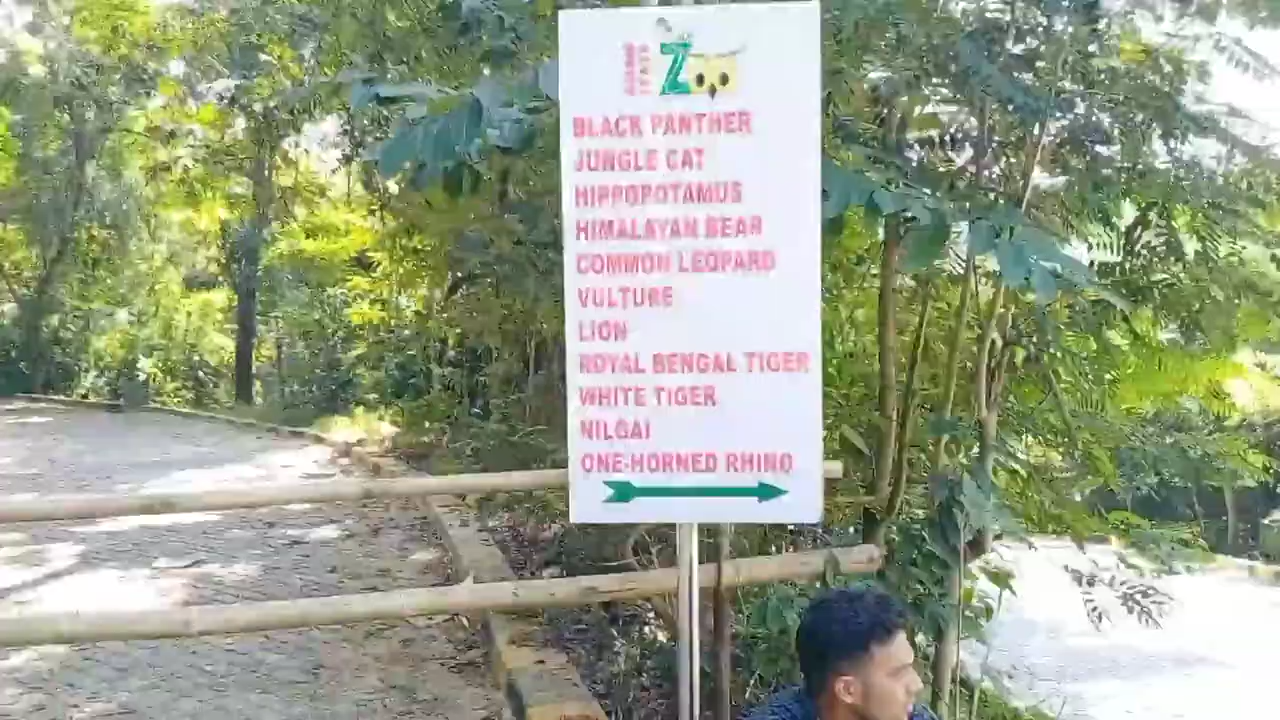 ZOO
BLACK PANTHER
JUNGLE CAT
HIPPOPOTAMUS
HIMALAYAN BEAR
COMMON LEOPARD
VULTURE
LION
ROYAL BENGAL TIGER
WHITE TIGER
NILGAI
ONE-HORNED RHINO